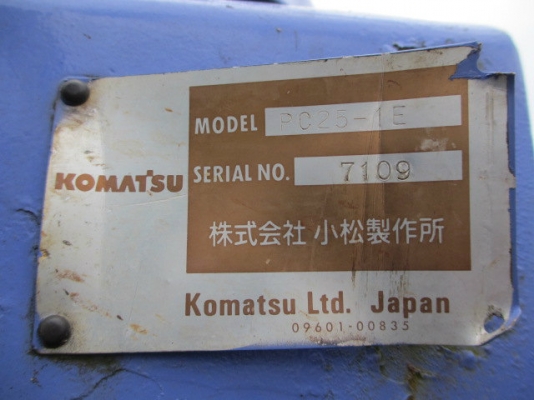 MODEL PC25-1E
KOMATSU
SERIAL NO. 7109
株式会社 小松製作所
Komatsu Ltd. Japan
09601-00835